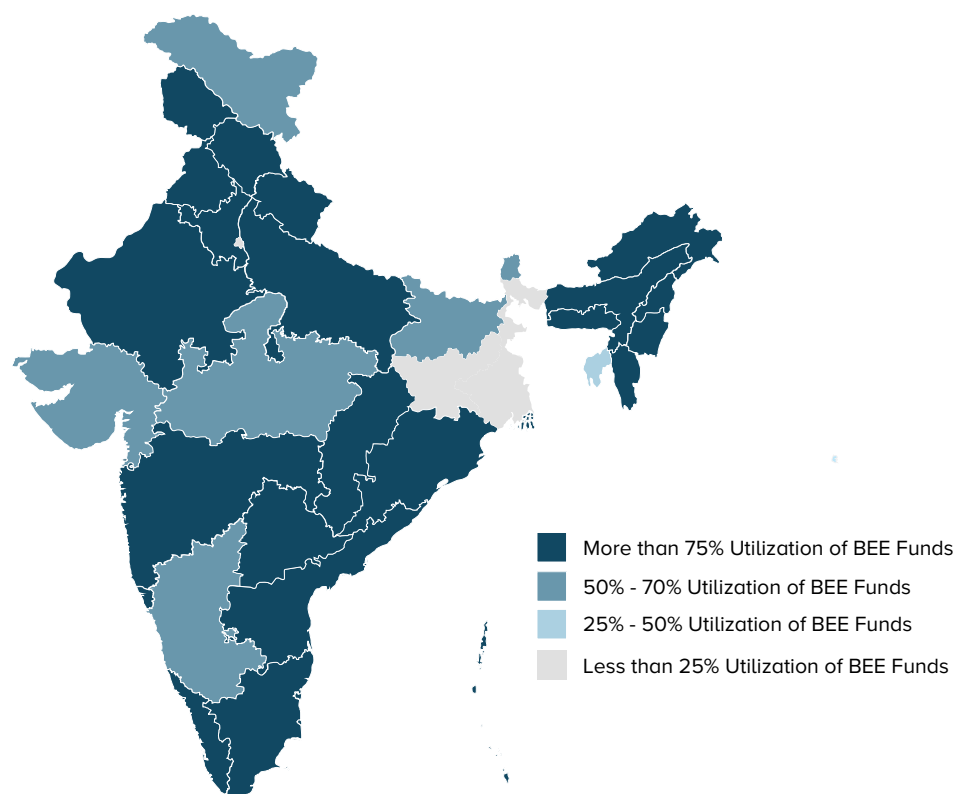 More than 75% Utilization of BEE Funds
50% - 70% Utilization of BEE Funds
25% - 50% Utilization of BEE Funds
Less than 25% Utilization of BEE Funds